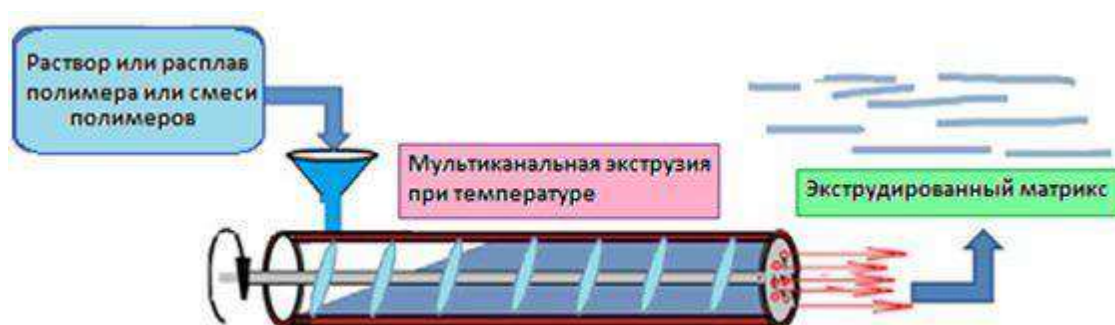 Раствор или расплав
полимера или смеси
полимеров
Мультиканальная экструзия
при температуре
Экструдированный матрикс